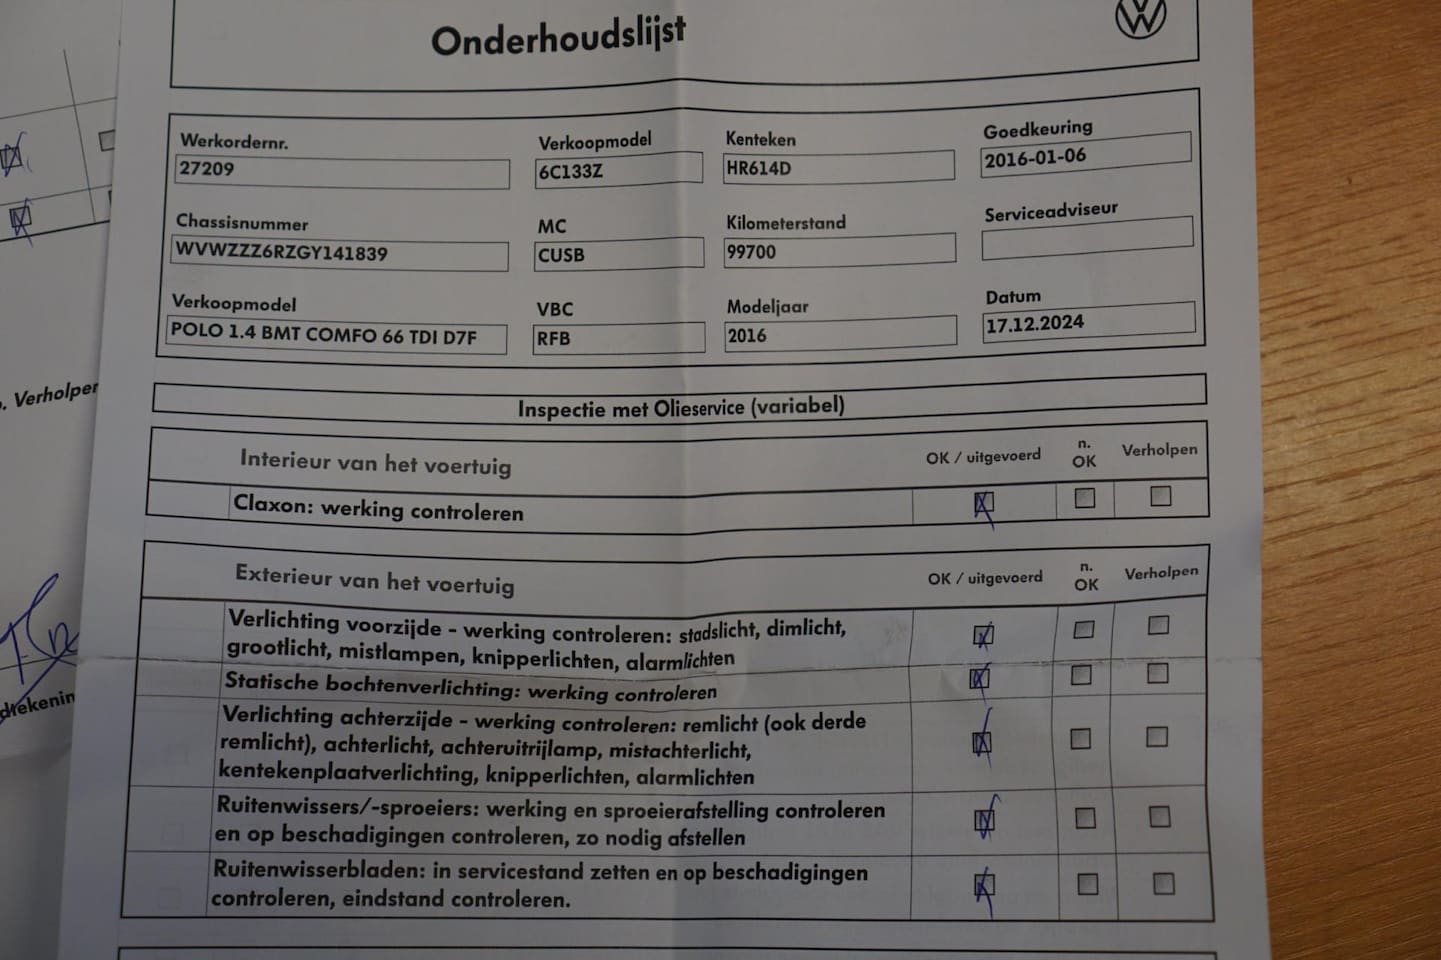 Onderhoudslijst
Werkordernr.
27209
Verkoopmodel
6C133Z
Kenteken
HR614D
Goedkeuring
2016-01-06
Chassisnummer
WVWZZZ6RZGY141839
MC
CUSB
Kilometerstand
99700
Serviceadviseur
Verkoopmodel
POLO 1.4 BMT COMFO 66 TDI D7F
VBC
RFB
Modeljaar
2016
Datum
17.12.2024
Inspectie met Olieservice (variabel)
Interieur van het voertuig
OK / uitgevoerd
n.
OK
Verholpen
Claxon: werking controleren
Exterieur van het voertuig
OK / uitgevoerd
n.
OK
Verholpen
Verlichting voorzijde - werking controleren: stadslicht, dimlicht,
grootlicht, mistlampen, knipperlichten, alarmlichten
Statische bochtenverlichting: werking controleren
Verlichting achterzijde - werking controleren: remlicht (ook derde
remlicht), achterlicht, achteruitrijlamp, mistachterlicht,
kentekenplaatverlichting, knipperlichten, alarmlichten
Ruitenwissers/-sproeiers: werking en sproeierafstelling controleren
en op beschadigingen controleren, zo nodig afstellen
Ruitenwisserbladen: in servicestand zetten en op beschadigingen
controleren, eindstand controleren.
Verholpen